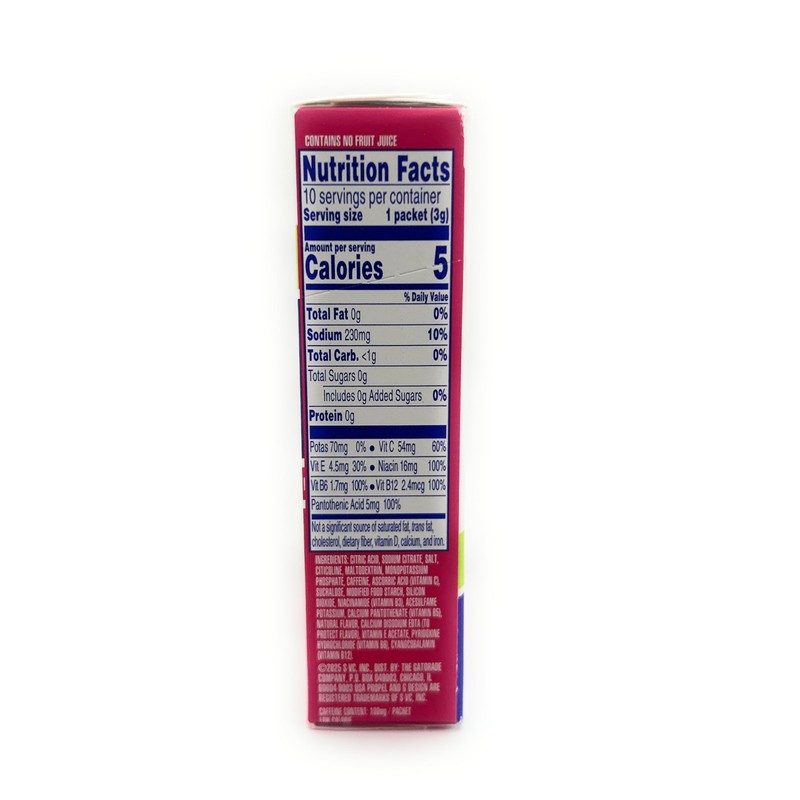 CONTAINS NO FRUIT JUICE
Nutrition Facts
10 servings per container
Serving size 1 packet (3g)
Amount per serving
Calories 5
% Daily Value
Total Fat 0g 0%
Sodium 230mg 10%
Total Carb. <1g 0%
Total Sugars 0g
Includes 0g Added Sugars 0%
Protein 0g
Potas 70mg 0% ● Vit C 54mg 60%
Vit E 4.5mg 30% ● Niacin 16mg 100%
Vit B6 1.7mg 100% ● Vit B12 2.4mcg 100%
Pantothenic Acid 5mg 100%
Not a significant source of saturated fat, trans fat,
cholesterol, dietary fiber, vitamin D, calcium, and iron.
INGREDIENTS: CITRIC ACID, SODIUM CITRATE, SALT,
CITICOLINE, MALTODEXTRIN, MONOPOTASSIUM
PHOSPHATE, CAFFEINE, ASCORBIC ACID (VITAMIN C),
SUCRALOSE, MODIFIED FOOD STARCH, SILICON
DIOXIDE, NIACINAMIDE (VITAMIN B3), ACESULFAME
POTASSIUM, CALCIUM PANTOTHENATE (VITAMIN B5),
NATURAL FLAVOR, CALCIUM DISODIUM EDTA (TO
PROTECT FLAVOR), VITAMIN E ACETATE, PYRIDOXINE
HYDROCHLORIDE (VITAMIN B6), CYANOCOBALAMIN
(VITAMIN B12).
©2025 S-VC, INC., DIST. BY: THE GATORADE
COMPANY, P.O. BOX 049003, CHICAGO, IL
60604 9003 USA PROPEL AND G DESIGN ARE
REGISTERED TRADEMARKS OF S-VC, INC.
CAFFEINE CONTENT: 100mg / PACKET
LOW CALORIE